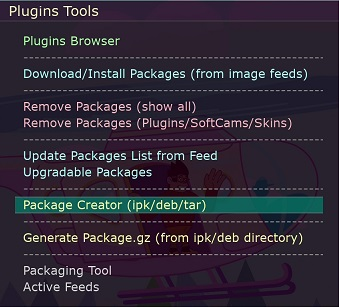 Plugins Tools
Plugins Browser
Download/Install Packages (from image feeds)
Remove Packages (show all)
Remove Packages (Plugins/SoftCams/Skins)
Update Packages List from Feed
Upgradable Packages
Package Creator (ipk/deb/tar)
Generate Package.gz (from ipk/deb directory)
Packaging Tool
Active Feeds